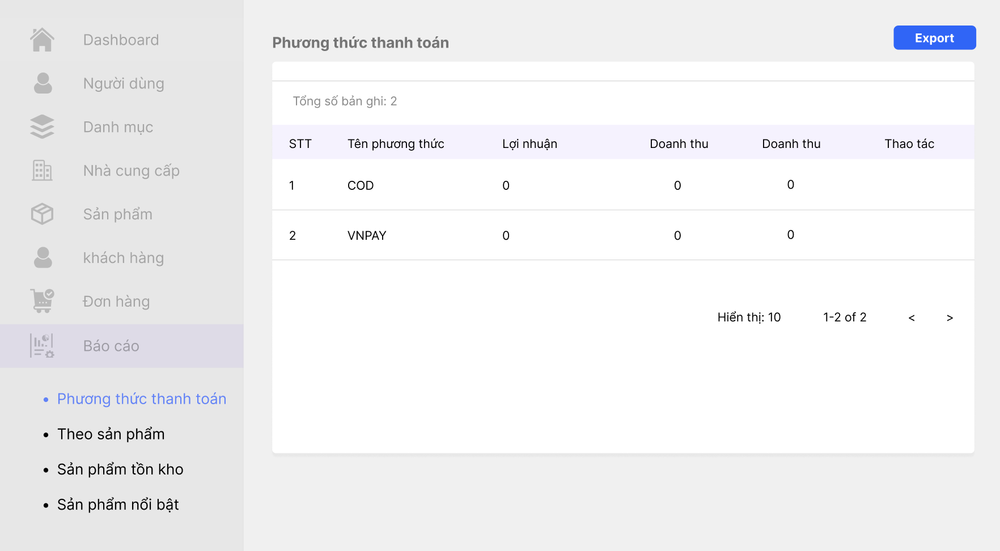 Dashboard
Người dùng
Danh mục
Nhà cung cấp
Sản phẩm
khách hàng
Đơn hàng
Báo cáo
• Phương thức thanh toán
• Theo sản phẩm
• Sản phẩm tồn kho
• Sản phẩm nổi bật
Phương thức thanh toán
Export
Tổng số bản ghi: 2
STT Tên phương thức Lợi nhuận Doanh thu Doanh thu Thao tác
1 COD 0 0 0
2 VNPAY 0 0 0
Hiển thị: 10 1-2 of 2 < >